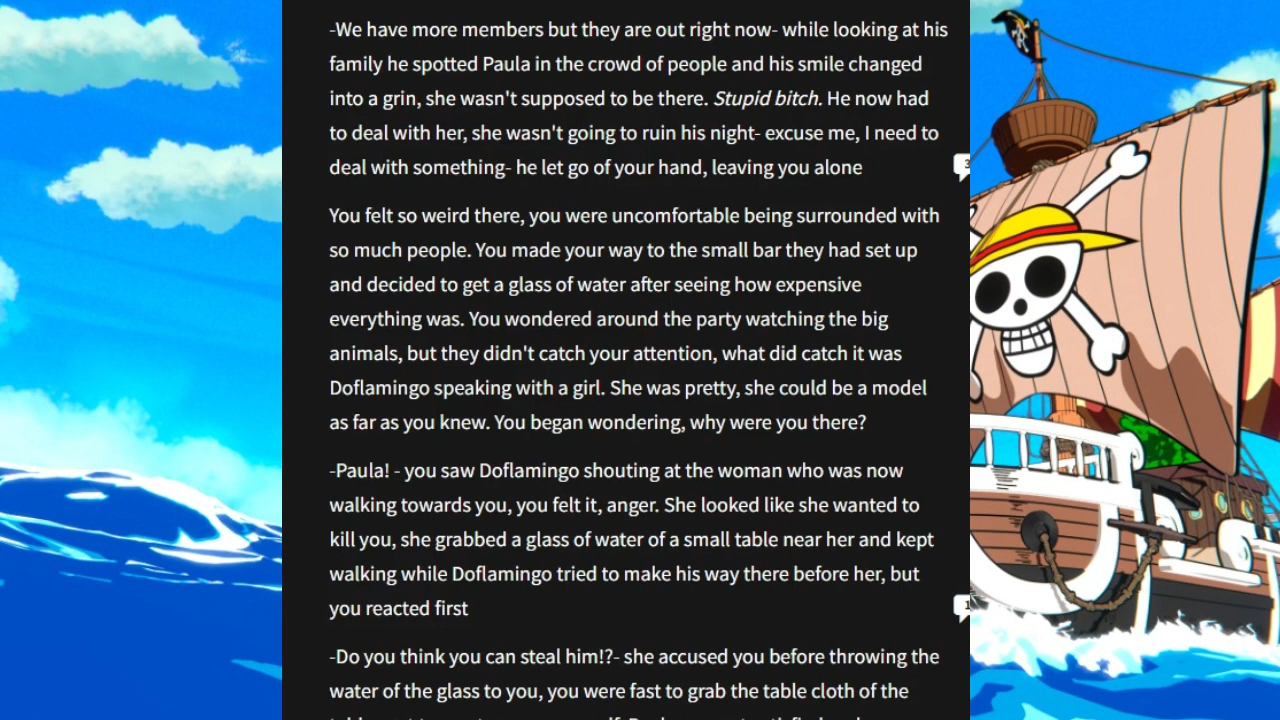 -We have more members but they are out right now- while looking at his
family he spotted Paula in the crowd of people and his smile changed
into a grin, she wasn't supposed to be there. Stupid bitch. He now had
to deal with her, she wasn't going to ruin his night- excuse me, I need to
deal with something- he let go of your hand, leaving you alone
You felt so weird there, you were uncomfortable being surrounded with
so much people. You made your way to the small bar they had set up
and decided to get a glass of water after seeing how expensive
everything was. You wondered around the party watching the big
animals, but they didn't catch your attention, what did catch it was
Doflamingo speaking with a girl. She was pretty, she could be a model
as far as you knew. You began wondering, why were you there?
-Paula! - you saw Doflamingo shouting at the woman who was now
walking towards you, you felt it, anger. She looked like she wanted to
kill you, she grabbed a glass of water of a small table near her and kept
walking while Doflamingo tried to make his way there before her, but
you reacted first
-Do you think you can steal him!?- she accused you before throwing the
water of the glass to you, you were fast to grab the table cloth of the